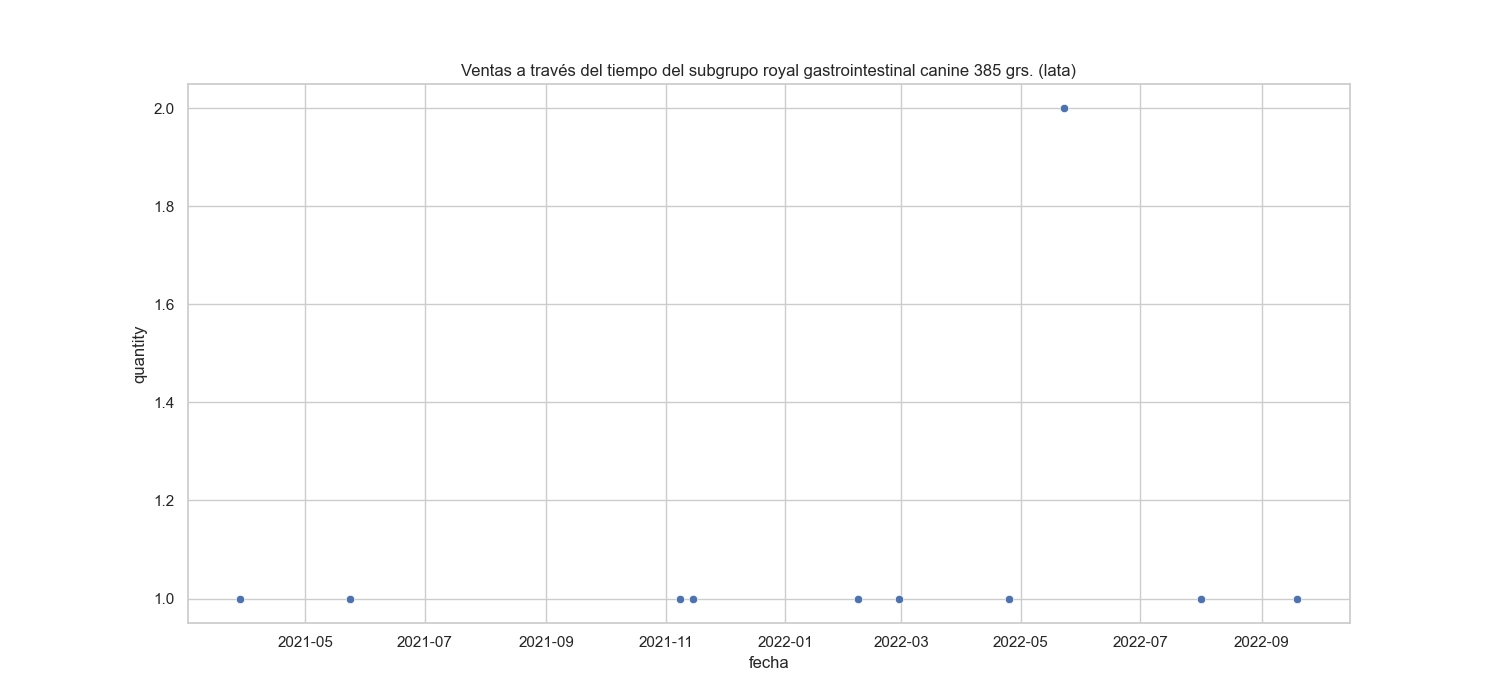 Ventas a través del tiempo del subgrupo royal gastrointestinal canine 385 grs. (lata)
2.0
1.8
1.6
1.4
1.2
1.0
quantity
2021-05 2021-07 2021-09 2021-11 2022-01 2022-03 2022-05 2022-07 2022-09
fecha